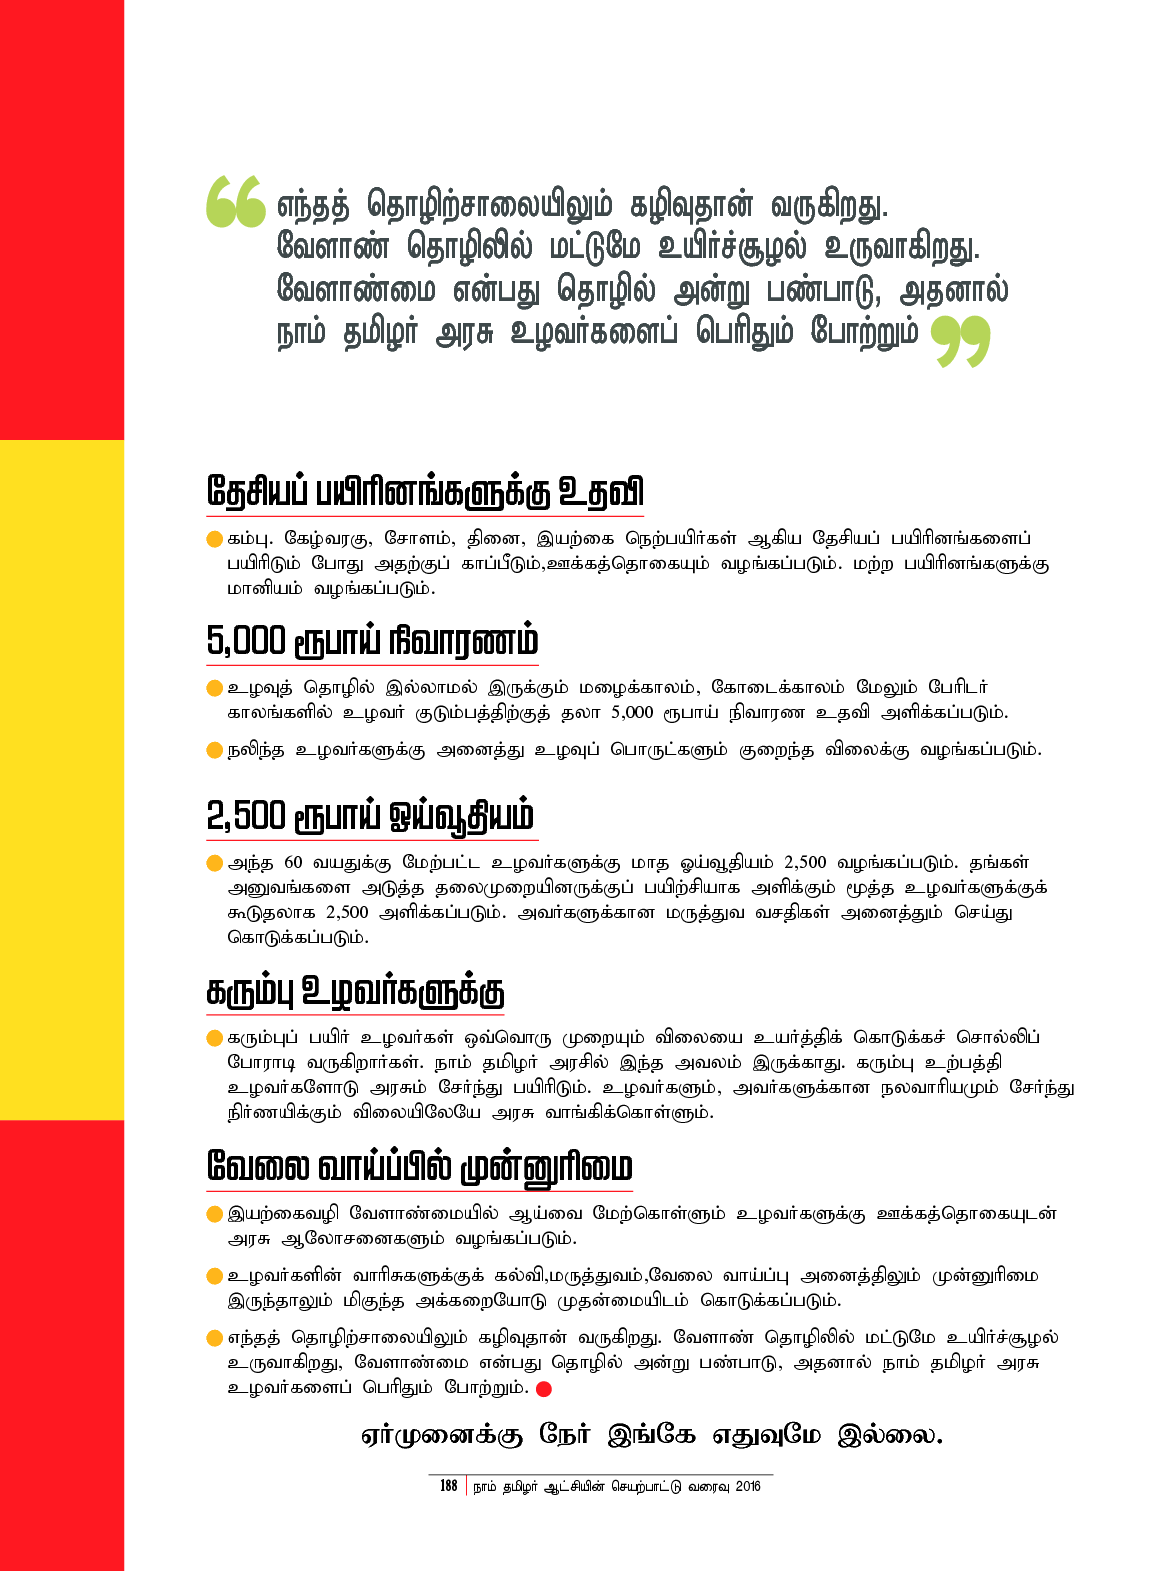 எந்தத் தொழிற்சாலையிலும் கழிவுதான் வருகிறது.
வேளாண் தொழிலில் மட்டுமே உயிர்ச்சூழல் உருவாகிறது.
வேளாண்மை என்பது தொழில் அன்று பண்பாடு, அதனால்
நாம் தமிழர் அரசு உழவர்களைப் பெரிதும் போற்றும்
தேசியப் பயிரினங்களுக்கு உதவி
கம்பு. கேழ்வரகு, சோளம், தினை, இயற்கை நெற்பயிர்கள் ஆகிய தேசியப் பயிரினங்களைப்
பயிரிடும் போது அதற்குப் காப்பீடும்,ஊக்கத்தொகையும் வழங்கப்படும். மற்ற பயிரினங்களுக்கு
மானியம் வழங்கப்படும்.
5,000 ரூபாய் நிவாரணம்
உழவுத் தொழில் இல்லாமல் இருக்கும் மழைக்காலம், கோடைக்காலம் மேலும் பேரிடர்
காலங்களில் உழவர் குடும்பத்திற்குத் தலா 5,000 ரூபாய் நிவாரண உதவி அளிக்கப்படும்.
நலிந்த உழவர்களுக்கு அனைத்து உழவுப் பொருட்களும் குறைந்த விலைக்கு வழங்கப்படும்.
2,500 ரூபாய் ஓய்வூதியம்
அந்த 60 வயதுக்கு மேற்பட்ட உழவர்களுக்கு மாத ஓய்வூதியம் 2,500 வழங்கப்படும். தங்கள்
அனுவங்களை அடுத்த தலைமுறையினருக்குப் பயிற்சியாக அளிக்கும் மூத்த உழவர்களுக்குக்
கூடுதலாக 2,500 அளிக்கப்படும். அவர்களுக்கான மருத்துவ வசதிகள் அனைத்தும் செய்து
கொடுக்கப்படும்.
கரும்பு உழவர்களுக்கு
கரும்புப் பயிர் உழவர்கள் ஒவ்வொரு முறையும் விலையை உயர்த்திக் கொடுக்கச் சொல்லிப்
போராடி வருகிறார்கள். நாம் தமிழர் அரசில் இந்த அவலம் இருக்காது. கரும்பு உற்பத்தி
உழவர்களோடு அரசும் சேர்ந்து பயிரிடும். உழவர்களும், அவர்களுக்கான நலவாரியமும் சேர்ந்து
நிர்ணயிக்கும் விலையிலேயே அரசு வாங்கிக்கொள்ளும்.
வேலை வாய்ப்பில் முன்னுரிமை
இயற்கைவழி வேளாண்மையில் ஆய்வை மேற்கொள்ளும் உழவர்களுக்கு ஊக்கத்தொகையுடன்
அரசு ஆலோசனைகளும் வழங்கப்படும்.
உழவர்களின் வாரிசுகளுக்குக் கல்வி,மருத்துவம்,வேலை வாய்ப்பு அனைத்திலும் முன்னுரிமை
இருந்தாலும் மிகுந்த அக்கறையோடு முதன்மையிடம் கொடுக்கப்படும்.
எந்தத் தொழிற்சாலையிலும் கழிவுதான் வருகிறது. வேளாண் தொழிலில் மட்டுமே உயிர்ச்சூழல்
உருவாகிறது, வேளாண்மை என்பது தொழில் அன்று பண்பாடு, அதனால் நாம் தமிழர் அரசு
உழவர்களைப் பெரிதும் போற்றும்.
ஏர்முனைக்கு நேர் இங்கே எதுவுமே இல்லை.
188 நாம் தமிழர் ஆட்சியின் செயற்பாட்டு வரைவு 2016